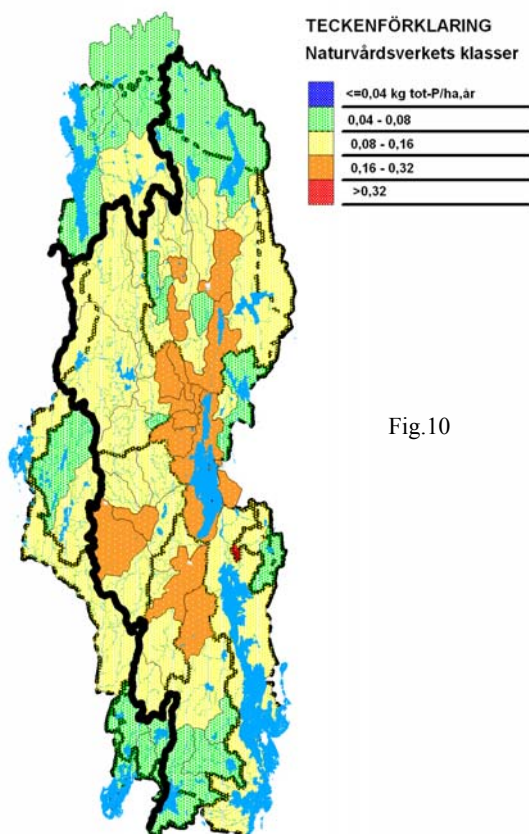 TECKENFÖRKLARING
Naturvårdsverkets klasser
<=0,04 kg tot-P/ha,år
0,04 - 0,08
0,08 - 0,16
0,16 - 0,32
>0,32
Fig.10